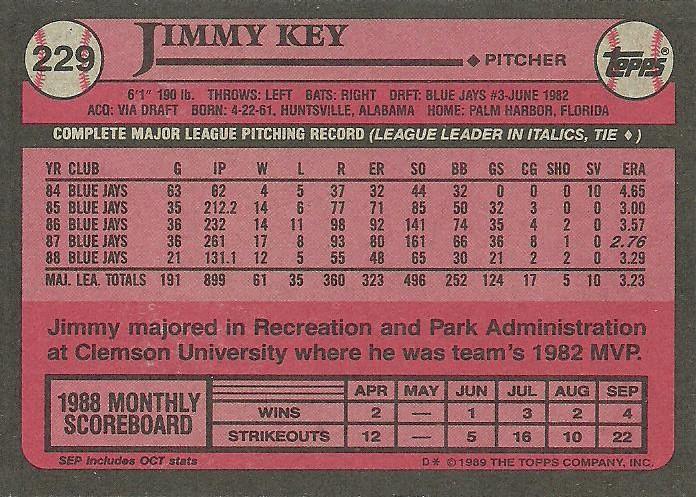 229
JIMMY KEY
◆ PITCHER
topps
6'1" 190 lb. THROWS: LEFT BATS: RIGHT DRFT: BLUE JAYS #3-JUNE 1982
ACQ: VIA DRAFT BORN: 4-22-61, HUNTSVILLE, ALABAMA HOME: PALM HARBOR, FLORIDA
COMPLETE MAJOR LEAGUE PITCHING RECORD (LEAGUE LEADER IN ITALICS, TIE ♦)
YR CLUB G IP W L R ER SO BB GS CG SHO SV ERA
84 BLUE JAYS 63 62 4 5 37 32 44 32 0 0 0 10 4.65
85 BLUE JAYS 35 212.2 14 6 77 71 85 50 32 3 0 0 3.00
86 BLUE JAYS 36 232 14 11 98 92 141 74 35 4 2 0 3.57
87 BLUE JAYS 36 261 17 8 93 80 161 66 36 8 1 0 2.76
88 BLUE JAYS 21 131.1 12 5 55 48 65 30 21 2 2 0 3.29
MAJ. LEA. TOTALS 191 899 61 35 360 323 496 252 124 17 5 10 3.23
Jimmy majored in Recreation and Park Administration
at Clemson University where he was team's 1982 MVP.
1988 MONTHLY SCOREBOARD
APR MAY JUN JUL AUG SEP
WINS 2 — 1 3 2 4
STRIKEOUTS 12 — 5 16 10 22
SEP includes OCT stats
D* ©1989 THE TOPPS COMPANY, INC.